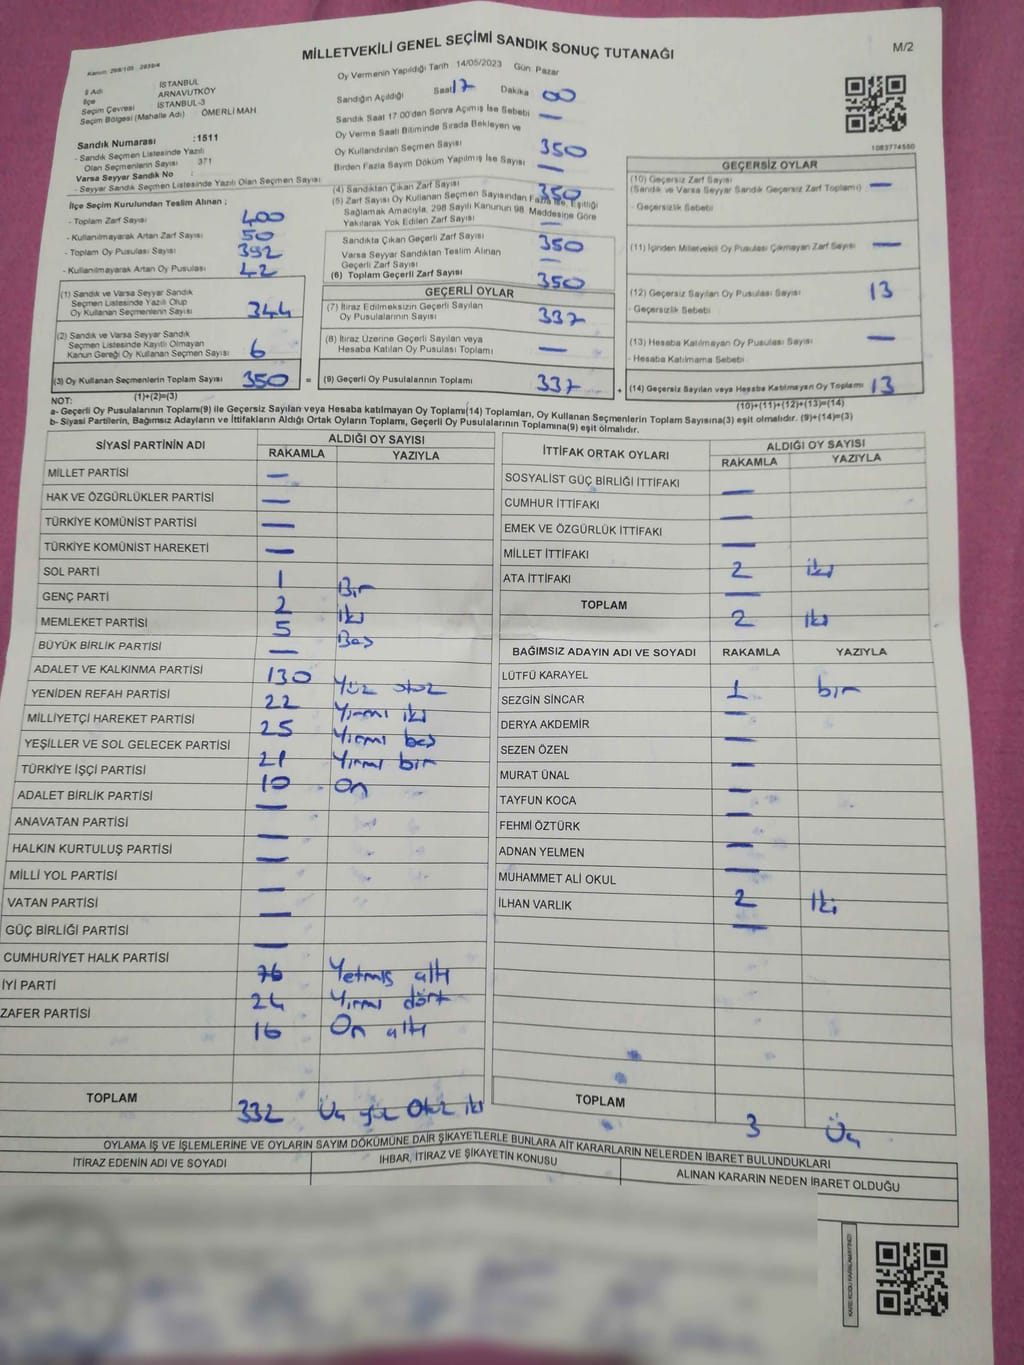 MİLLETVEKİLİ GENEL SEÇİMİ SANDIK SONUÇ TUTANAĞI
M/2
Kanun: 298/105 - 2839/4
İl Adı İSTANBUL
İlçe ARNAVUTKÖY
Seçim Çevresi İSTANBUL-3
Seçim Bölgesi (Mahalle Adı) ÖMERLİ MAH
Sandık Numarası :1511
- Sandık Seçmen Listesinde Yazılı
Olan Seçmenlerin Sayısı 371
Varsa Seyyar Sandık No :
- Seyyar Sandık Seçmen Listesinde Yazılı Olan Seçmen Sayısı
İlçe Seçim Kurulundan Teslim Alınan ;
- Toplam Zarf Sayısı 400
- Kullanılmayarak Artan Zarf Sayısı 50
- Toplam Oy Pusulası Sayısı 392
- Kullanılmayarak Artan Oy Pusulası 42
(1) Sandık ve Varsa Seyyar Sandık
Seçmen Listesinde Yazılı Olup
Oy Kullanan Seçmenlerin Sayısı 344
(2) Sandık ve Varsa Seyyar Sandık
Seçmen Listesinde Kayıtlı Olmayan
Kanun Gereği Oy Kullanan Seçmen Sayısı 6
(3) Oy Kullanan Seçmenlerin Toplam Sayısı 350 =
(1)+(2)=(3)
Oy Vermenin Yapıldığı Tarih 14/05/2023 Gün Pazar
Sandığın Açıldığı Saat 17 Dakika 00
Sandık Saat 17:00'den Sonra Açımış İse Sebebi —
Oy Verme Saati Bitiminde Sırada Bekleyen ve
Oy Kullandırılan Seçmen Sayısı 350
Birden Fazla Sayım Döküm Yapılmış İse Sayısı —
(4) Sandıktan Çıkan Zarf Sayısı 350
(5) Zarf Sayısı Oy Kullanan Seçmen Sayısından Fazla İse, Eşitliği
Sağlamak Amacıyla, 298 Sayılı Kanunun 98. Maddesine Göre
Yakılarak Yok Edilen Zarf Sayısı —
Sandıkta Çıkan Geçerli Zarf Sayısı 350
Varsa Seyyar Sandıktan Teslim Alınan
Geçerli Zarf Sayısı —
(6) Toplam Geçerli Zarf Sayısı 350
GEÇERLİ OYLAR
(7) İtiraz Edilmeksizin Geçerli Sayılan
Oy Pusulalarının Sayısı 337
(8) İtiraz Üzerine Geçerli Sayılan veya
Hesaba Katılan Oy Pusulası Toplamı —
(9) Geçerli Oy Pusulalarının Toplamı 337 +
1083774550
GEÇERSİZ OYLAR
(10) Geçersiz Zarf Sayısı
(Sandık ve Varsa Seyyar Sandık Geçersiz Zarf Toplamı) —
- Geçersizlik Sebebi
(11) İçinden Milletvekili Oy Pusulası Çıkmayan Zarf Sayısı —
(12) Geçersiz Sayılan Oy Pusulası Sayısı 13
- Geçersizlik Sebebi
(13) Hesaba Katılmayan Oy Pusulası Sayısı —
- Hesaba Katılmama Sebebi
(14) Geçersiz Sayılan veya Hesaba Katılmayan Oy Toplamı 13
(10)+(11)+(12)+(13)=(14)
NOT:
a- Geçerli Oy Pusulalarının Toplamı(9) ile Geçersiz Sayılan veya Hesaba katılmayan Oy Toplamı(14) Toplamları, Oy Kullanan Seçmenlerin Toplam Sayısına(3) eşit olmalıdır. (9)+(14)=(3)
b- Siyasi Partilerin, Bağımsız Adayların ve İttifakların Aldığı Ortak Oyların Toplamı, Geçerli Oy Pusulalarının Toplamına(9) eşit olmalıdır.
SİYASİ PARTİNİN ADI ALDIĞI OY SAYISI
RAKAMLA YAZIYLA
MİLLET PARTİSİ —
HAK VE ÖZGÜRLÜKLER PARTİSİ —
TÜRKİYE KOMÜNİST PARTİSİ —
TÜRKİYE KOMÜNİST HAREKETİ —
SOL PARTİ 1 Bir
GENÇ PARTİ 2 iki
MEMLEKET PARTİSİ 5 Beş
BÜYÜK BİRLİK PARTİSİ —
ADALET VE KALKINMA PARTİSİ 130 Yüz otuz
YENİDEN REFAH PARTİSİ 22 Yirmi iki
MİLLİYETÇİ HAREKET PARTİSİ 25 Yirmi beş
YEŞİLLER VE SOL GELECEK PARTİSİ 21 Yirmi bir
TÜRKİYE İŞÇİ PARTİSİ 10 On
ADALET BİRLİK PARTİSİ —
ANAVATAN PARTİSİ —
HALKIN KURTULUŞ PARTİSİ —
MİLLİ YOL PARTİSİ —
VATAN PARTİSİ —
GÜÇ BİRLİĞİ PARTİSİ —
CUMHURİYET HALK PARTİSİ 76 Yetmiş altı
İYİ PARTİ 24 Yirmi dört
ZAFER PARTİSİ 16 On altı
TOPLAM 332 Üç yüz Otuz iki
İTTİFAK ORTAK OYLARI ALDIĞI OY SAYISI
RAKAMLA YAZIYLA
SOSYALİST GÜÇ BİRLİĞİ İTTİFAKI —
CUMHUR İTTİFAKI —
EMEK VE ÖZGÜRLÜK İTTİFAKI —
MİLLET İTTİFAKI 2 iki
ATA İTTİFAKI —
TOPLAM 2 iki
BAĞIMSIZ ADAYIN ADI VE SOYADI RAKAMLA YAZIYLA
LÜTFÜ KARAYEL 1 bir
SEZGİN SİNCAR —
DERYA AKDEMİR —
SEZEN ÖZEN —
MURAT ÜNAL —
TAYFUN KOCA —
FEHMİ ÖZTÜRK —
ADNAN YELMEN —
MUHAMMET ALİ OKUL 2 İki
İLHAN VARLIK —
TOPLAM 3 Üç
OYLAMA İŞ VE İŞLEMLERİNE VE OYLARIN SAYIM DÖKÜMÜNE DAİR ŞİKAYETLERLE BUNLARA AİT KARARLARIN NELERDEN İBARET BULUNDUKLARI
İTİRAZ EDENİN ADI VE SOYADI İHBAR, İTİRAZ VE ŞİKAYETİN KONUSU ALINAN KARARIN NEDEN İBARET OLDUĞU